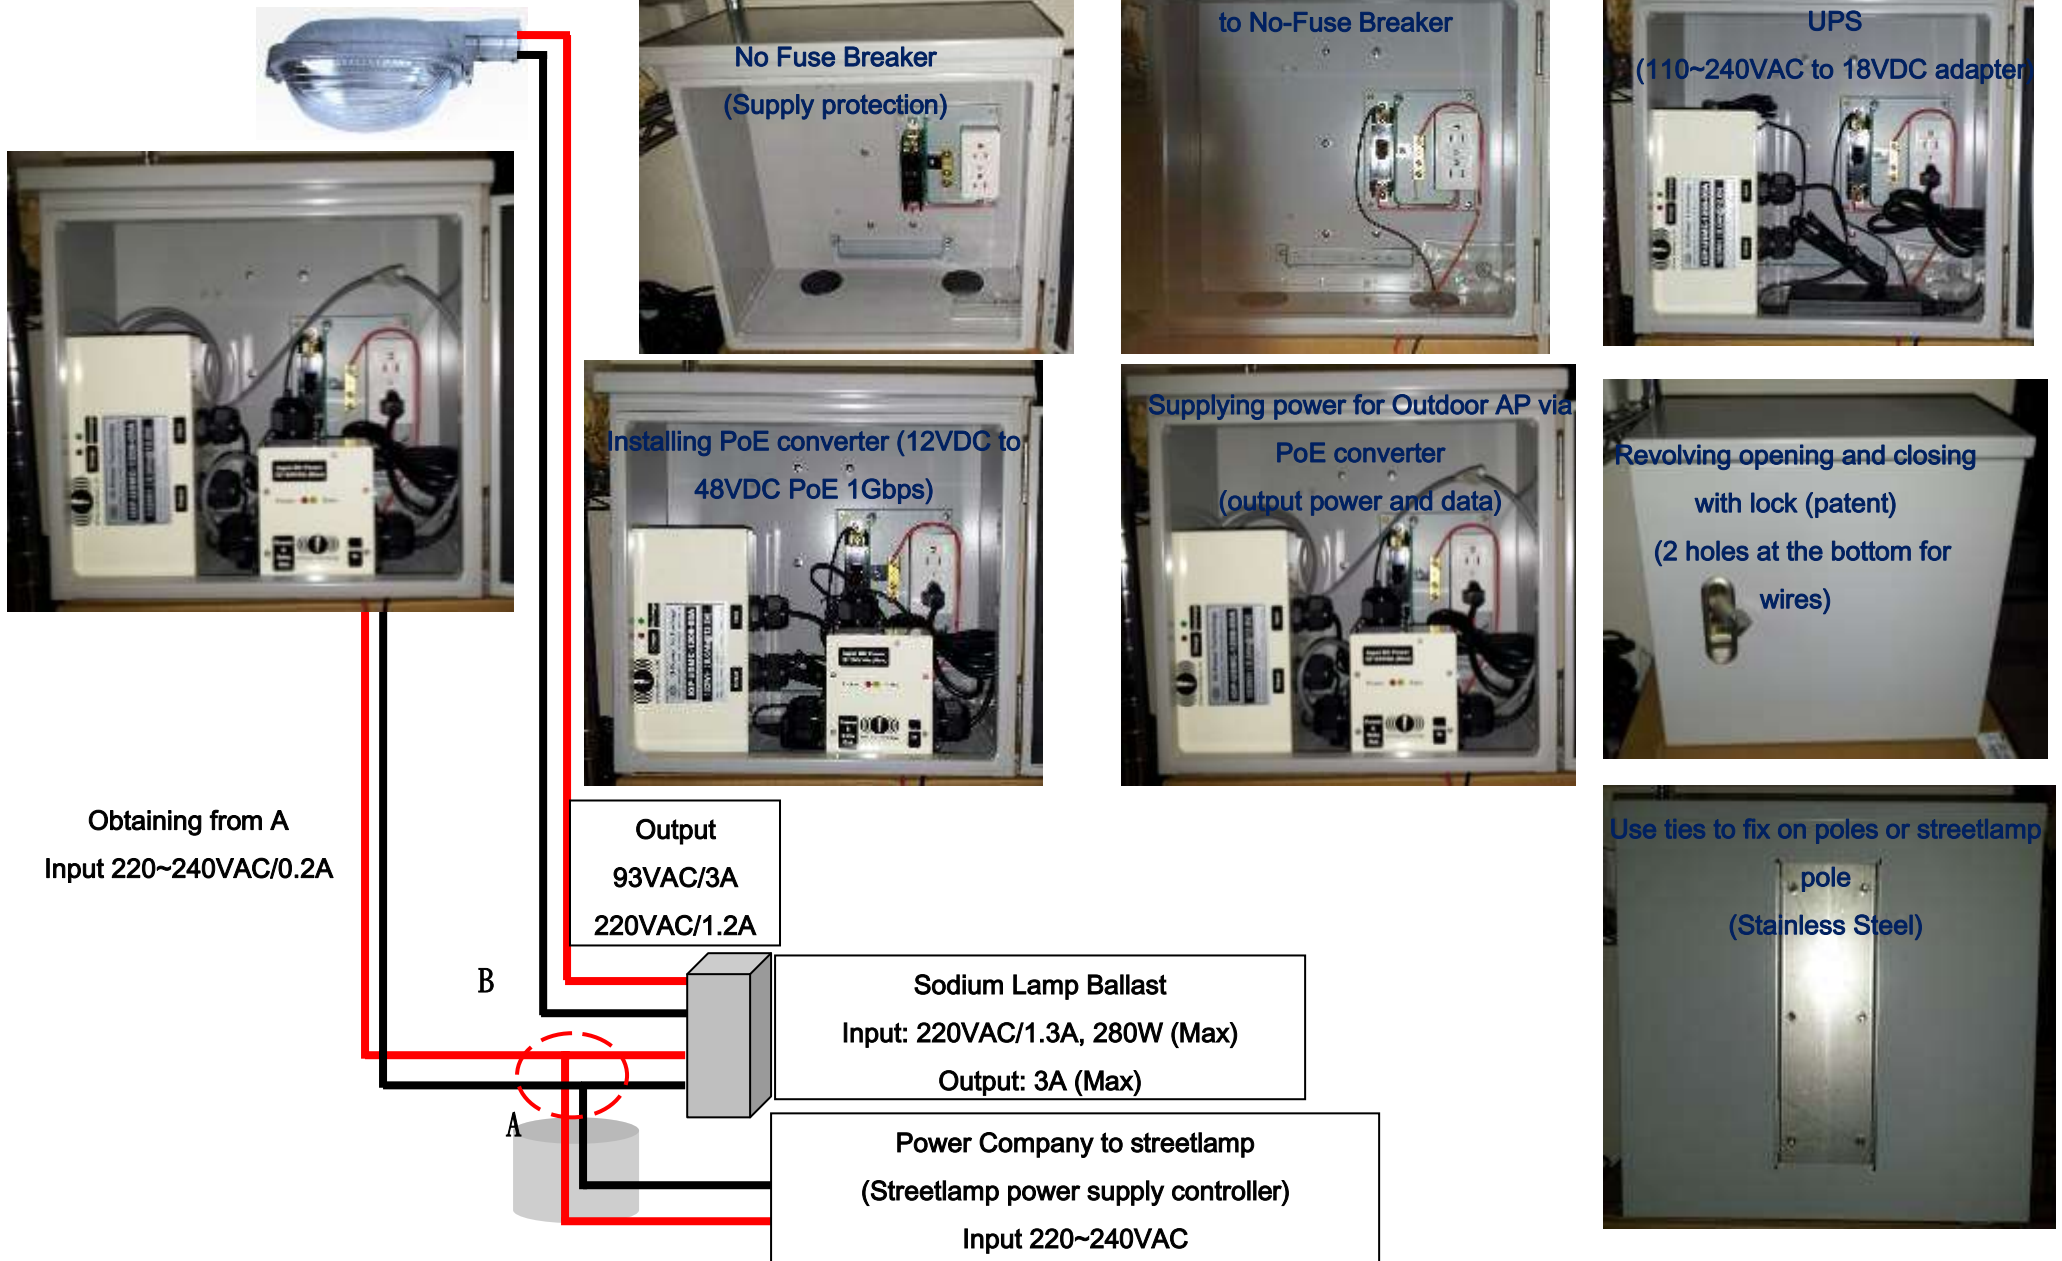 No Fuse Breaker
(Supply protection)
to No-Fuse Breaker
UPS
(110~240VAC to 18VDC adapter)
Installing PoE converter (12VDC to
48VDC PoE 1Gbps)
Supplying power for Outdoor AP via
PoE converter
(output power and data)
Revolving opening and closing
with lock (patent)
(2 holes at the bottom for
wires)
Use ties to fix on poles or streetlamp
pole
(Stainless Steel)
Obtaining from A
Input 220~240VAC/0.2A
Output
93VAC/3A
220VAC/1.2A
B
Sodium Lamp Ballast
Input: 220VAC/1.3A, 280W (Max)
Output: 3A (Max)
A
Power Company to streetlamp
(Streetlamp power supply controller)
Input 220~240VAC